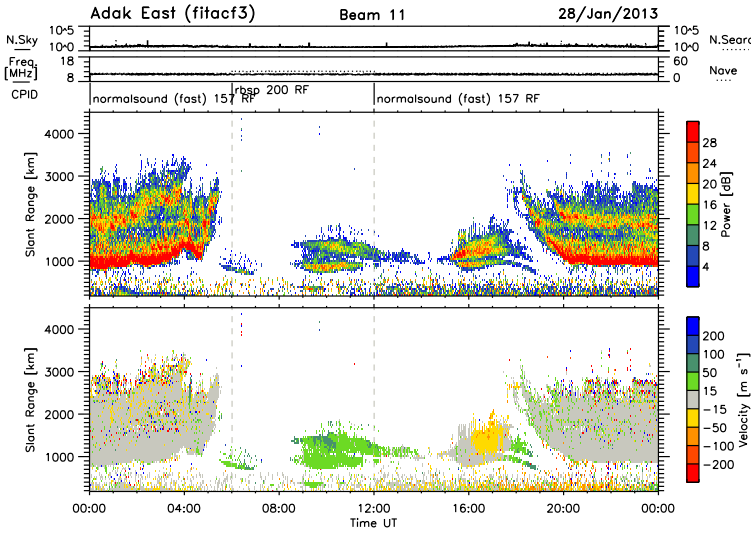 Adak East (fitacf3) Beam 11 28/Jan/2013
N.Sky 10^5 10^0 10^5 10^0 N.Searc
Freq. [MHz] 18 8 60 0 Nave
CPID normalsound (fast) 157 RF rbsp 200 RF normalsound (fast) 157 RF
Slant Range [km]
4000
3000
2000
1000
28
24
20
16
12
8
4
Power [dB]
Slant Range [km]
4000
3000
2000
1000
200
100
50
15
-15
-50
-100
-200
Velocity [m s^-1]
00:00 04:00 08:00 12:00 16:00 20:00 00:00
Time UT